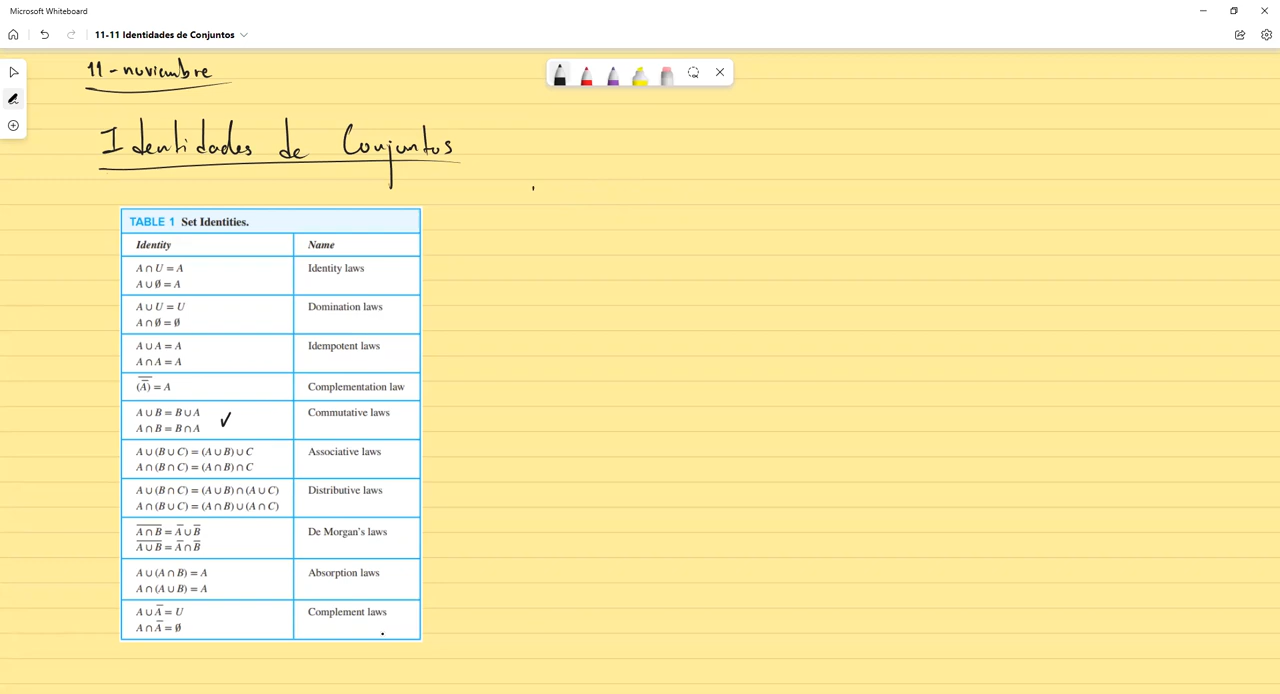 Microsoft Whiteboard
11-11 Identidades de Conjuntos
11-noviembre
Identidades de Conjuntos
TABLE 1 Set Identities.
Identity Name
A ∩ U = A Identity laws
A ∪ ∅ = A
A ∪ U = U Domination laws
A ∩ ∅ = ∅
A ∪ A = A Idempotent laws
A ∩ A = A
(A̿) = A Complementation law
A ∪ B = B ∪ A Commutative laws
A ∩ B = B ∩ A ✓
A ∪ (B ∪ C) = (A ∪ B) ∪ C Associative laws
A ∩ (B ∩ C) = (A ∩ B) ∩ C
A ∪ (B ∩ C) = (A ∪ B) ∩ (A ∪ C) Distributive laws
A ∩ (B ∪ C) = (A ∩ B) ∪ (A ∩ C)
A̅ ̅∩̅ ̅B̅ = A̅ ∪ B̅ De Morgan's laws
A̅ ̅∪̅ ̅B̅ = A̅ ∩ B̅
A ∪ (A ∩ B) = A Absorption laws
A ∩ (A ∪ B) = A
A ∪ A̅ = U Complement laws
A ∩ A̅ = ∅